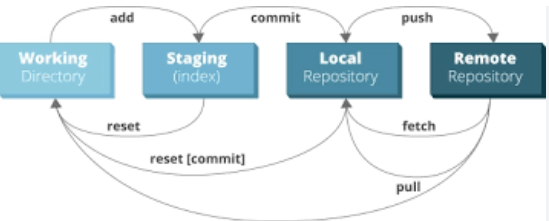 add
commit
push
Working
Directory
Staging
(index)
Local
Repository
Remote
Repository
reset
fetch
reset [commit]
pull